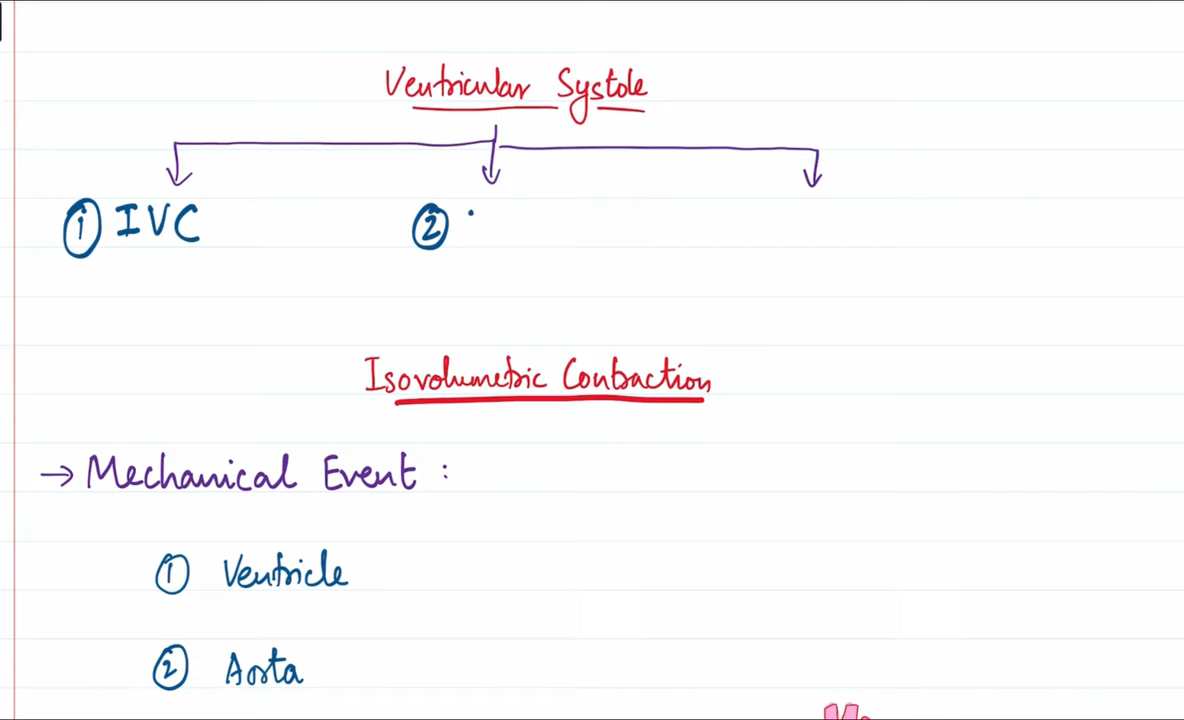 Ventricular Systole
① IVC ②
Isovolumetric Contraction
→ Mechanical Event :
① Ventricle
② Aorta